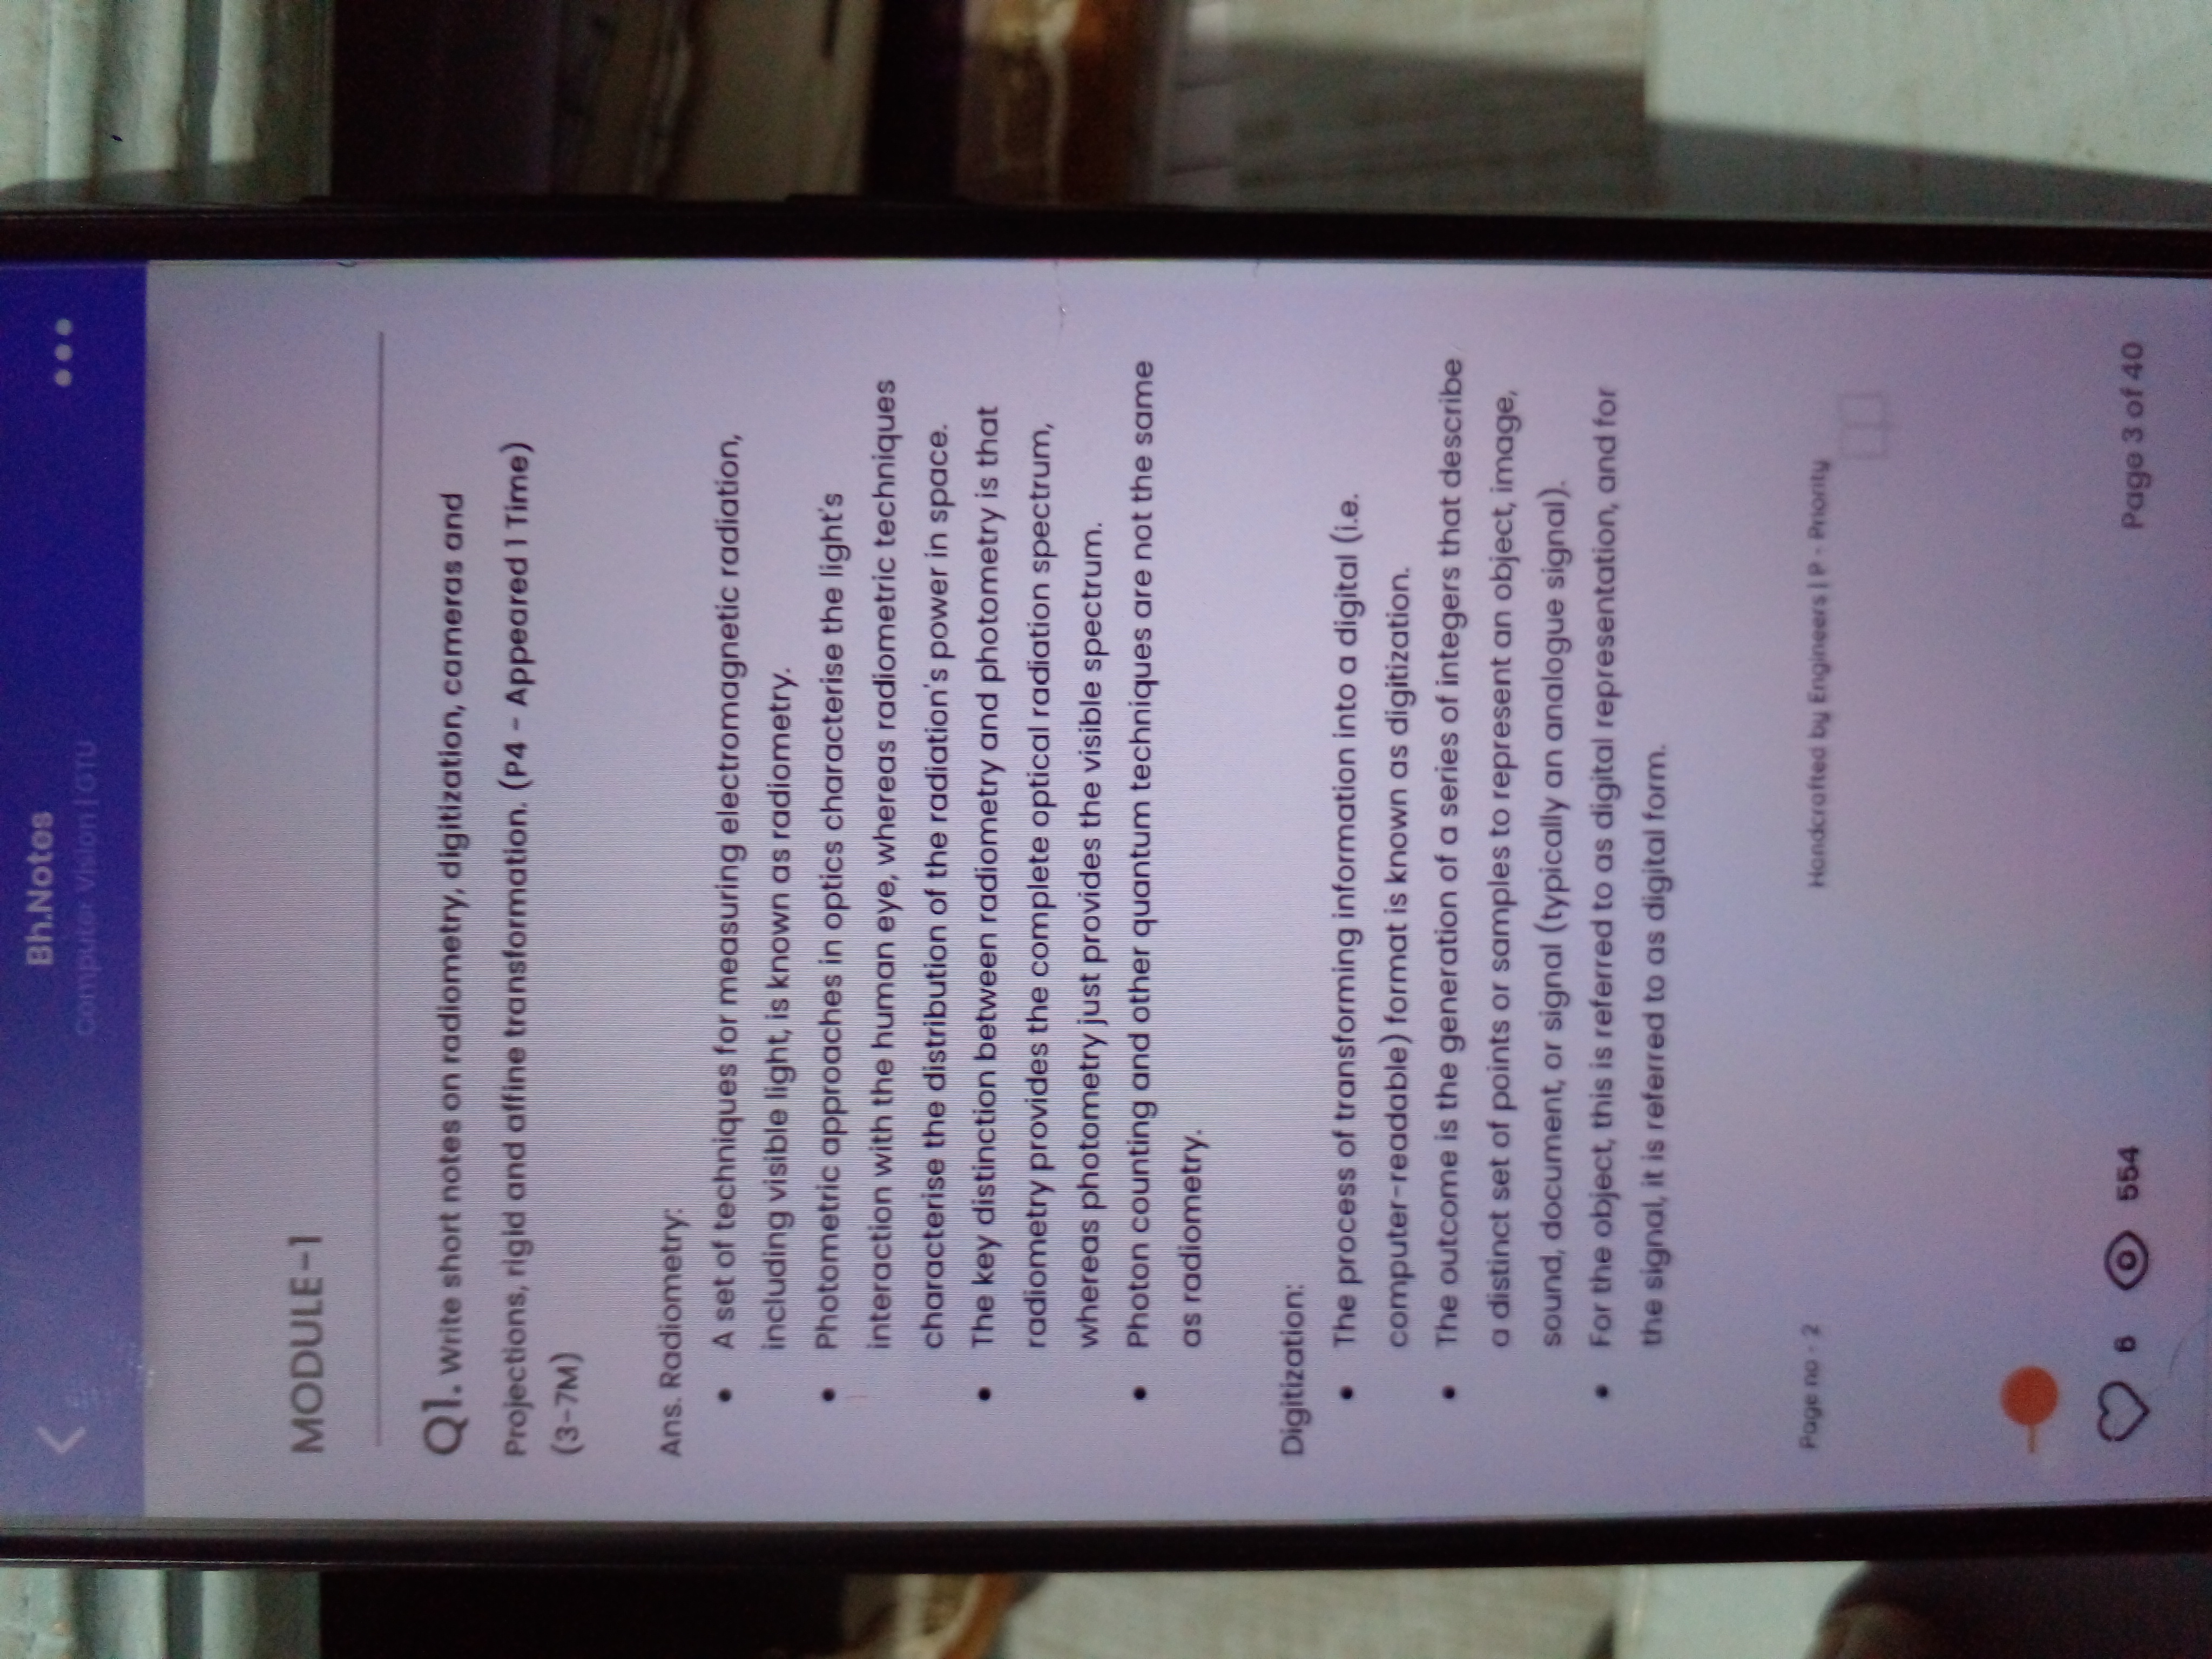 Bh.Notes
Computer Vision | GTU
MODULE-1
Q1. Write short notes on radiometry, digitization, cameras and
Projections, rigid and affine transformation. (P4 - Appeared 1 Time)
(3-7M)
Ans. Radiometry:
• A set of techniques for measuring electromagnetic radiation,
including visible light, is known as radiometry.
• Photometric approaches in optics characterise the light's
interaction with the human eye, whereas radiometric techniques
characterise the distribution of the radiation's power in space.
• The key distinction between radiometry and photometry is that
radiometry provides the complete optical radiation spectrum,
whereas photometry just provides the visible spectrum.
• Photon counting and other quantum techniques are not the same
as radiometry.
Digitization:
• The process of transforming information into a digital (i.e.
computer-readable) format is known as digitization.
• The outcome is the generation of a series of integers that describe
a distinct set of points or samples to represent an object, image,
sound, document, or signal (typically an analogue signal).
• For the object, this is referred to as digital representation, and for
the signal, it is referred to as digital form.
Page no - 2 Handcrafted by Engineers | P - Priority
6 554 Page 3 of 40